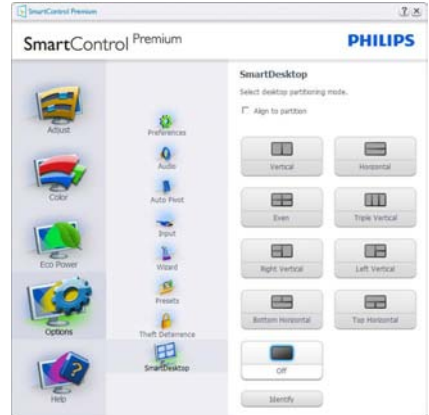 SmartControl Premium
SmartControl Premium
PHILIPS
Adjust
Color
Eco Power
Options
Help
Preferences
Audio
Auto Pivot
Input
Wizard
Presets
Theft Deterrence
SmartDesktop
SmartDesktop
Select desktop partitioning mode.
Align to partition
Vertical
Horizontal
Even
Triple Vertical
Right Vertical
Left Vertical
Bottom Horizontal
Top Horizontal
Off
Identify